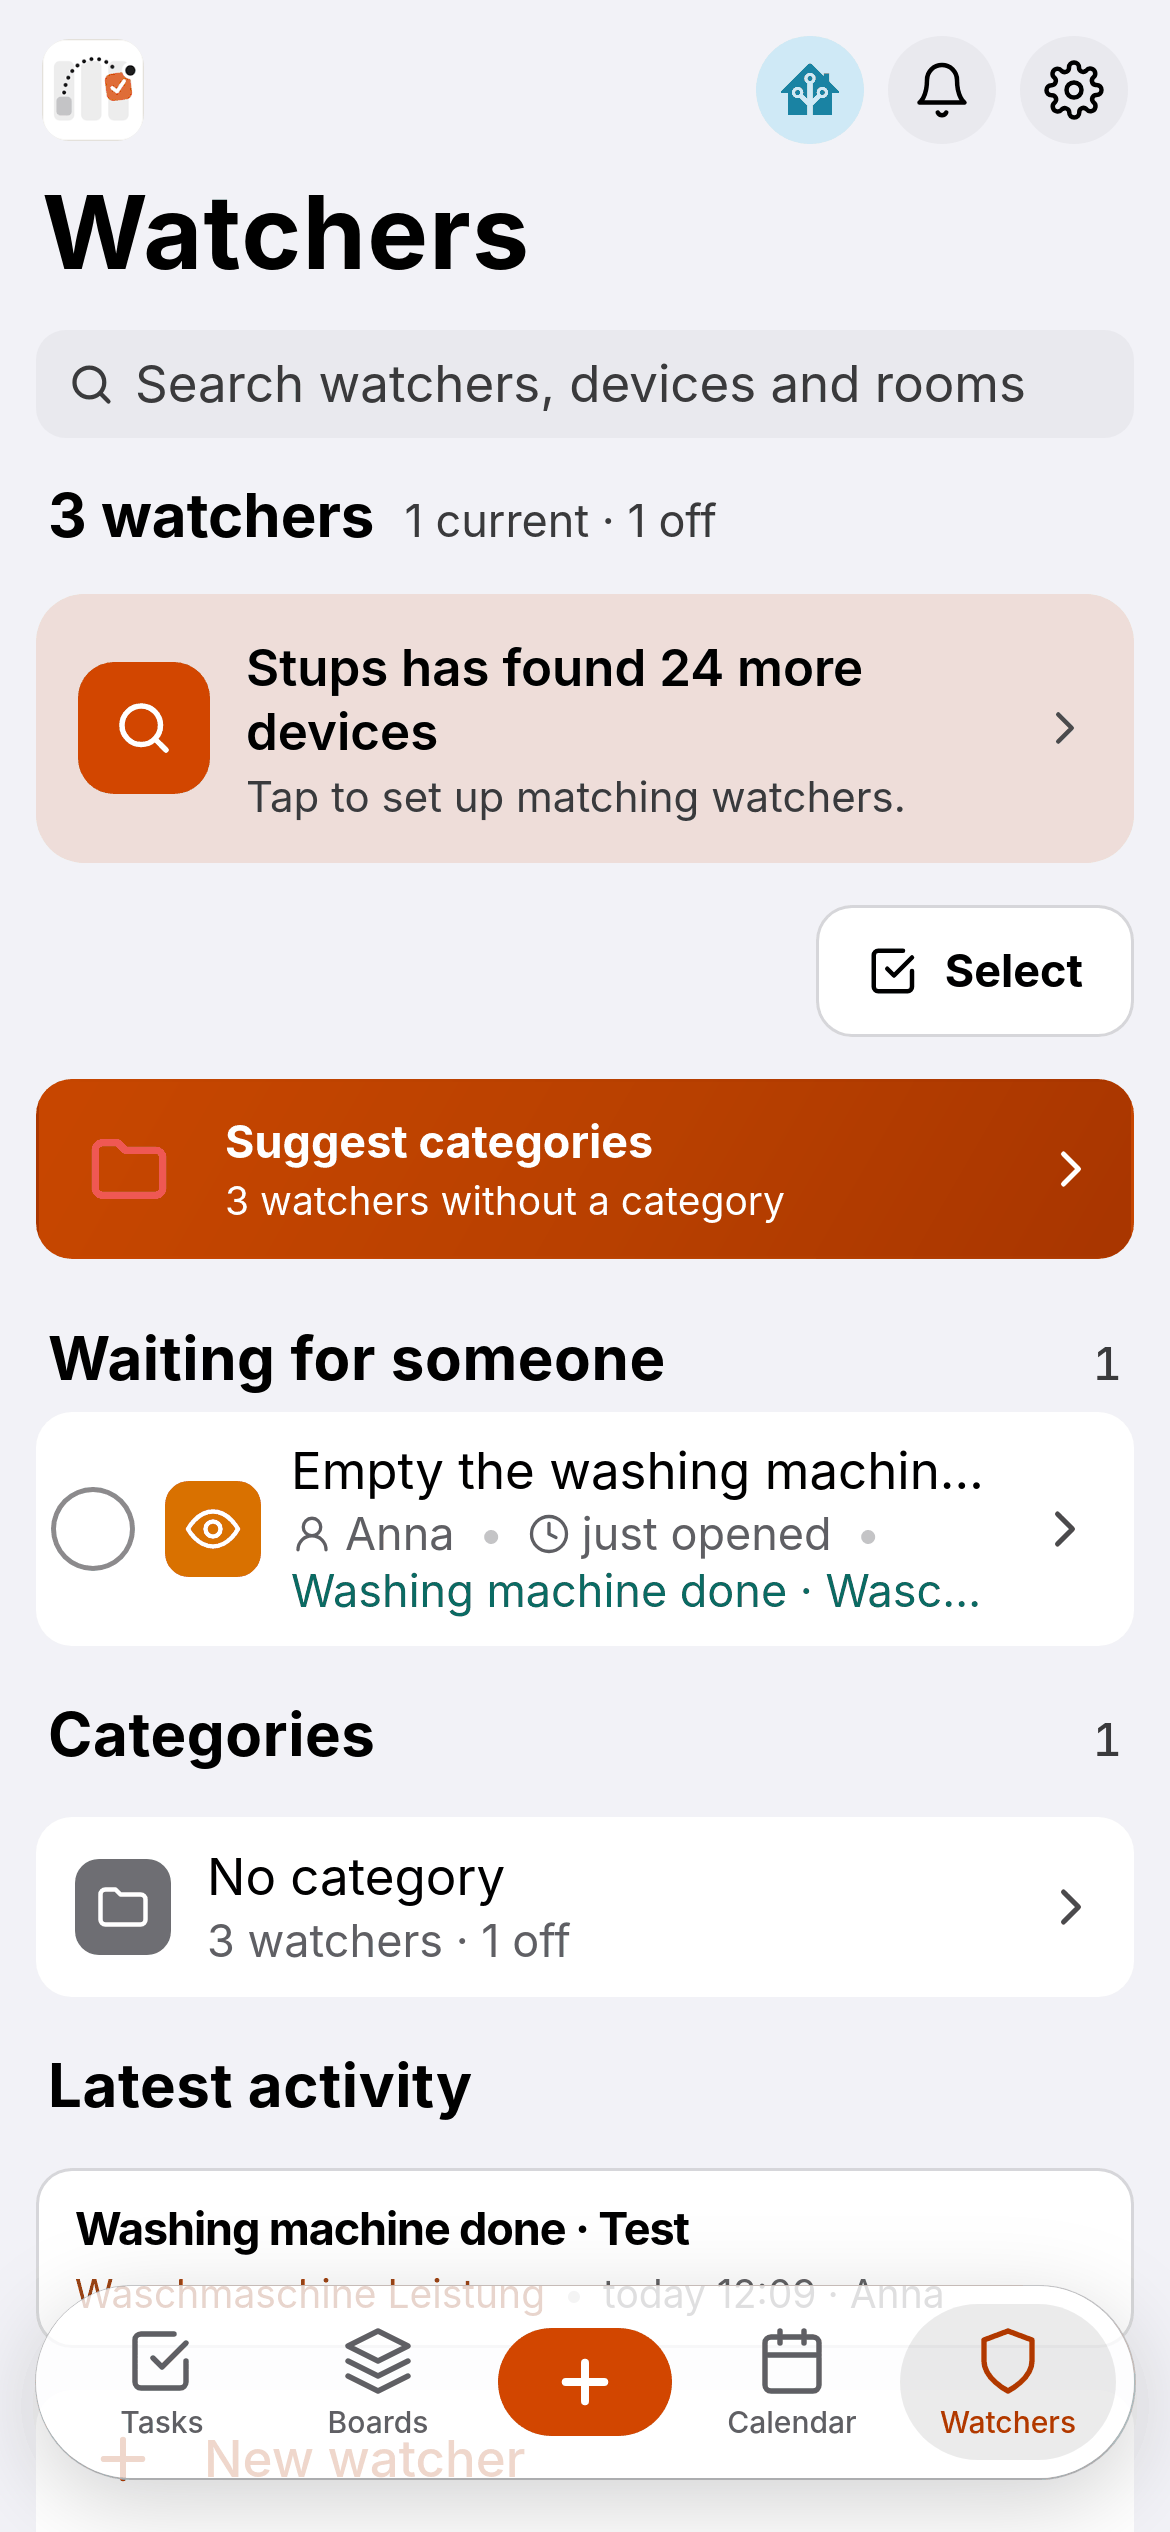 Watchers
Search watchers, devices and rooms
3 watchers 1 current · 1 off
Stups has found 24 more
devices
Tap to set up matching watchers.
Select
Suggest categories
3 watchers without a category
Waiting for someone 1
Empty the washing machin...
Anna • just opened •
Washing machine done · Wasc...
Categories 1
No category
3 watchers · 1 off
Latest activity
Washing machine done · Test
Waschmaschine Leistung • today 12:09 · Anna
Tasks Boards Calendar Watchers
New watcher